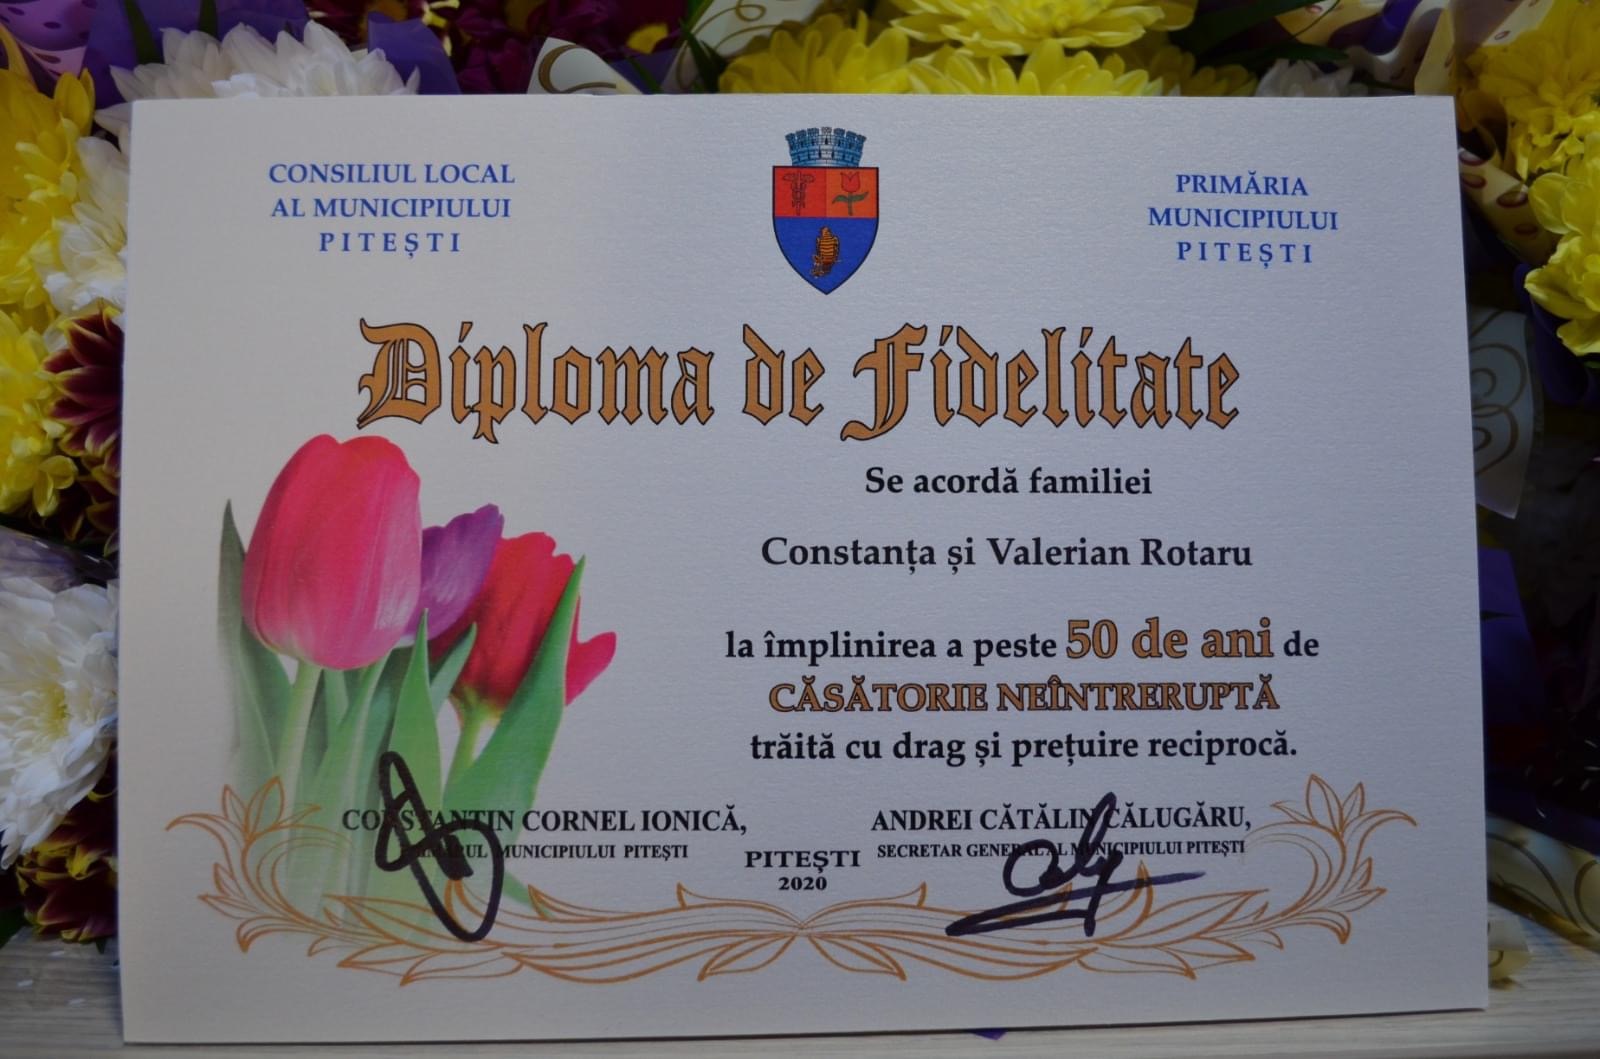 CONSILIUL LOCAL
AL MUNICIPIULUI
PITEȘTI
PRIMĂRIA
MUNICIPIULUI
PITEȘTI
Diploma de Fidelitate
Se acordă familiei
Constanța și Valerian Rotaru
la împlinirea a peste 50 de ani de
CĂSĂTORIE NEÎNTRERUPTĂ
trăită cu drag și prețuire reciprocă.
CONSTANTIN CORNEL IONICĂ,
PRIMARUL MUNICIPIULUI PITEȘTI
ANDREI CĂTĂLIN CĂLUGĂRU,
SECRETAR GENERAL AL MUNICIPIULUI PITEȘTI
PITEȘTI
2020